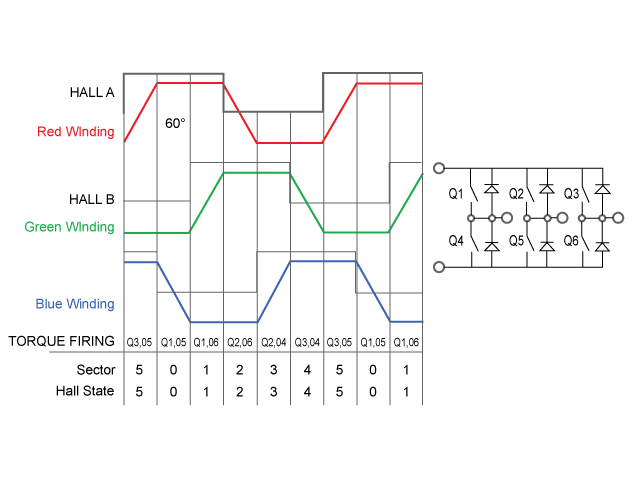 HALL A
Red WInding
60°
HALL B
Green WInding
Blue Winding
Q1 Q2 Q3
Q4 Q5 Q6
TORQUE FIRING Q3,05 Q1,05 Q1,06 Q2,06 Q2,04 Q3,04 Q3,05 Q1,05 Q1,06
Sector 5 0 1 2 3 4 5 0 1
Hall State 5 0 1 2 3 4 5 0 1